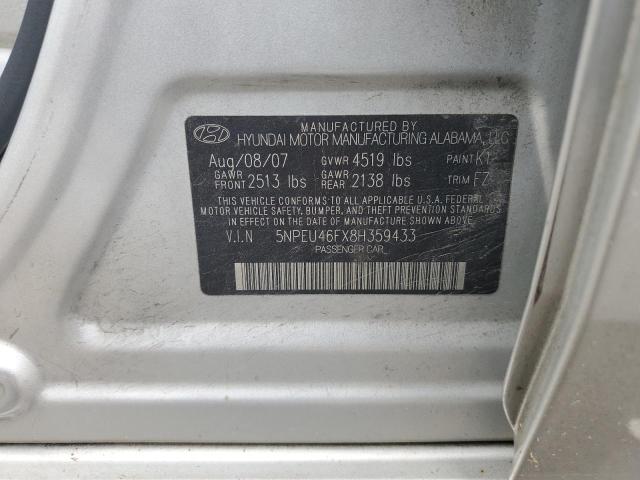 MANUFACTURED BY
HYUNDAI MOTOR MANUFACTURING ALABAMA, LLC
Aug/08/07 GVWR 4519 lbs PAINT K1
GAWR FRONT 2513 lbs GAWR REAR 2138 lbs TRIM FZ
THIS VEHICLE CONFORMS TO ALL APPLICABLE U.S.A. FEDERAL
MOTOR VEHICLE SAFETY, BUMPER, AND THEFT PREVENTION STANDARDS
IN EFFECT ON THE DATE OF MANUFACTURE SHOWN ABOVE.
V.I.N 5NPEU46FX8H359433
PASSENGER CAR